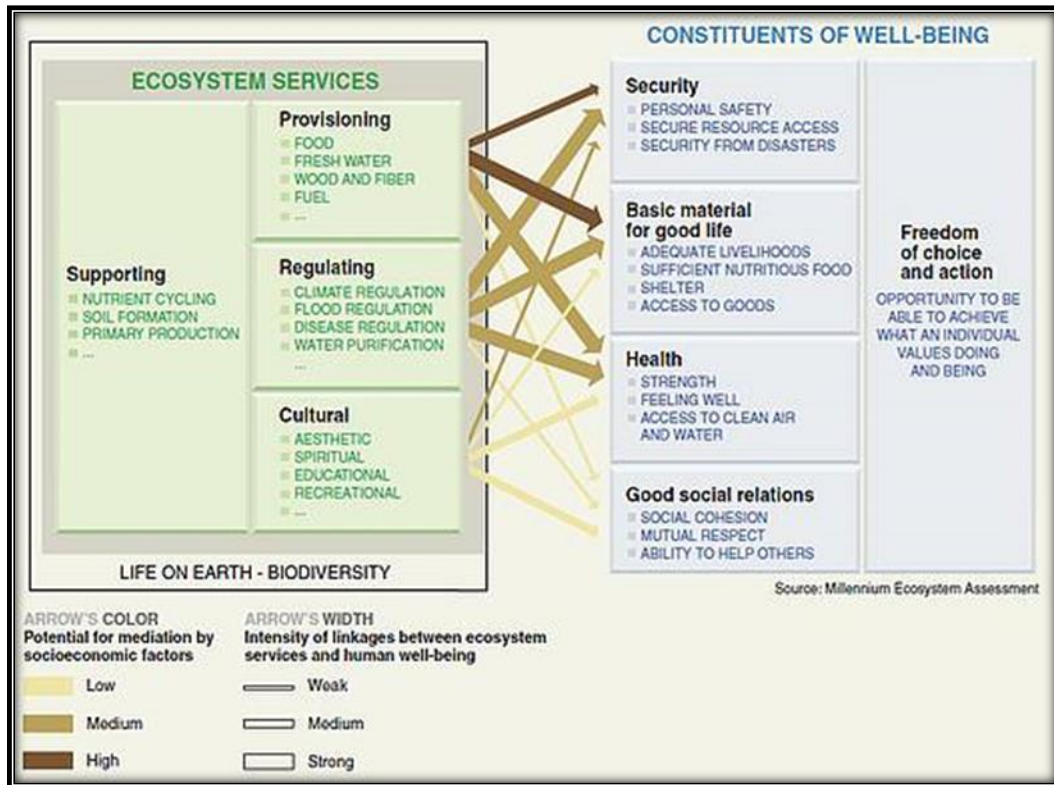 CONSTITUENTS OF WELL-BEING
ECOSYSTEM SERVICES
Supporting
NUTRIENT CYCLING
SOIL FORMATION
PRIMARY PRODUCTION
...
Provisioning
FOOD
FRESH WATER
WOOD AND FIBER
FUEL
...
Regulating
CLIMATE REGULATION
FLOOD REGULATION
DISEASE REGULATION
WATER PURIFICATION
...
Cultural
AESTHETIC
SPIRITUAL
EDUCATIONAL
RECREATIONAL
...
LIFE ON EARTH - BIODIVERSITY
Security
PERSONAL SAFETY
SECURE RESOURCE ACCESS
SECURITY FROM DISASTERS
Basic material
for good life
ADEQUATE LIVELIHOODS
SUFFICIENT NUTRITIOUS FOOD
SHELTER
ACCESS TO GOODS
Health
STRENGTH
FEELING WELL
ACCESS TO CLEAN AIR
AND WATER
Good social relations
SOCIAL COHESION
MUTUAL RESPECT
ABILITY TO HELP OTHERS
Freedom
of choice
and action
OPPORTUNITY TO BE
ABLE TO ACHIEVE
WHAT AN INDIVIDUAL
VALUES DOING
AND BEING
Source: Millennium Ecosystem Assessment
ARROW'S COLOR
Potential for mediation by
socioeconomic factors
Low
Medium
High
ARROW'S WIDTH
Intensity of linkages between ecosystem
services and human well-being
Weak
Medium
Strong